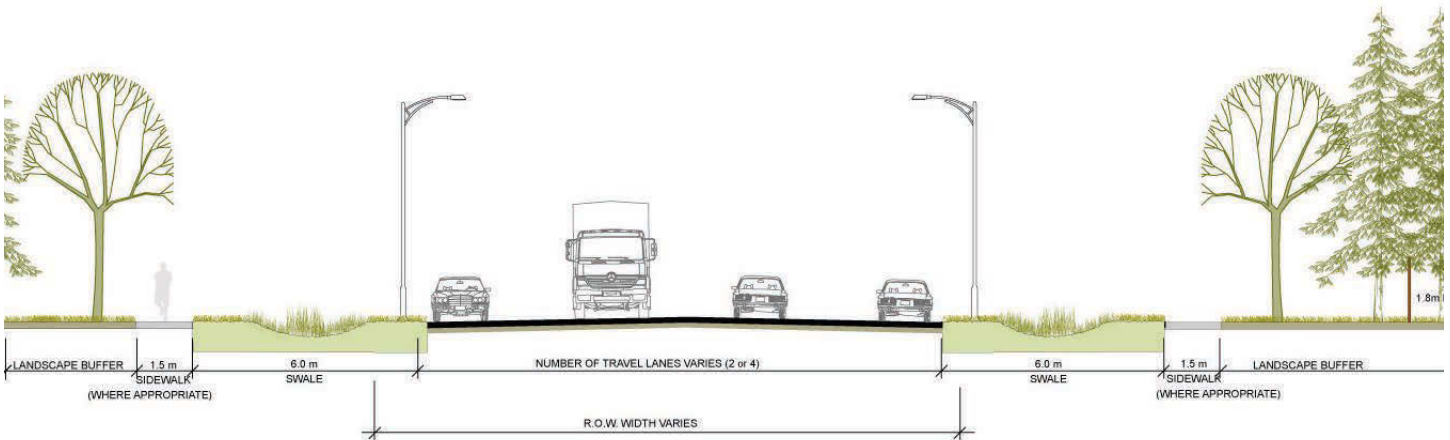 1.8m
LANDSCAPE BUFFER
1.5 m
SIDEWALK
(WHERE APPROPRIATE)
6.0 m
SWALE
NUMBER OF TRAVEL LANES VARIES (2 or 4)
6.0 m
SWALE
1.5 m
SIDEWALK
(WHERE APPROPRIATE)
LANDSCAPE BUFFER
R.O.W. WIDTH VARIES